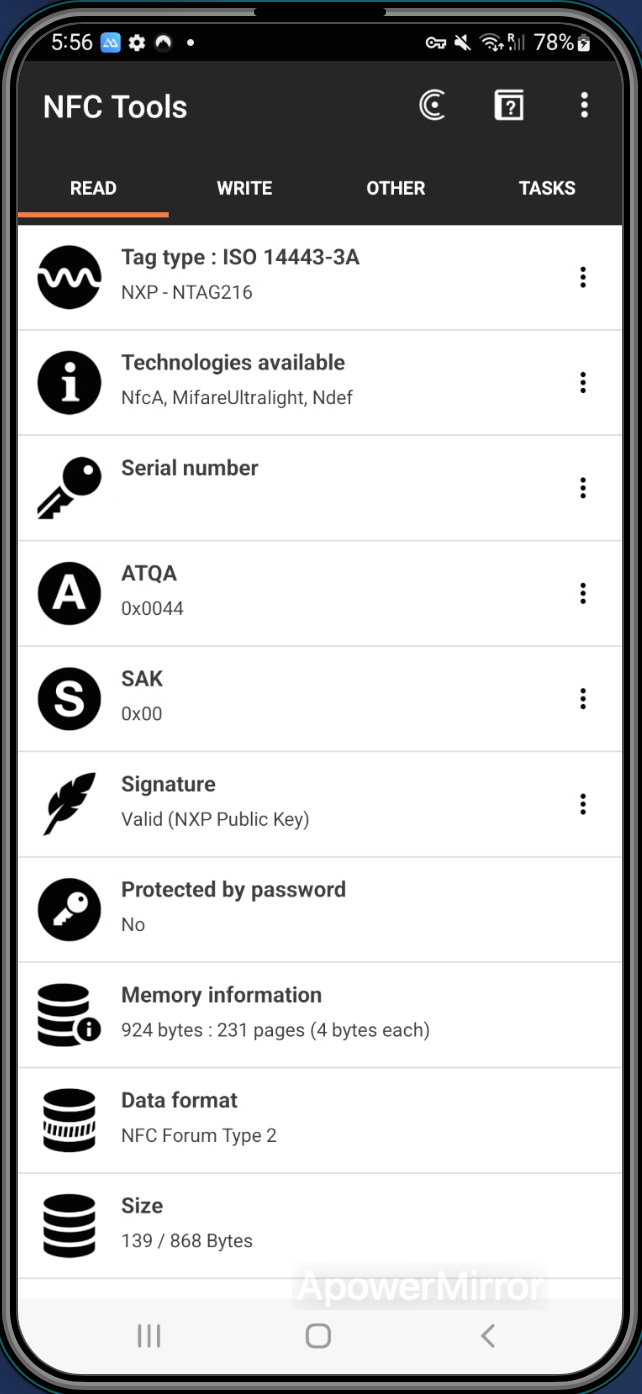 5:56
R
78%
NFC Tools
READ WRITE OTHER TASKS
Tag type : ISO 14443-3A
NXP - NTAG216
Technologies available
NfcA, MifareUltralight, Ndef
Serial number
A
ATQA
0x0044
S
SAK
0x00
Signature
Valid (NXP Public Key)
Protected by password
No
Memory information
924 bytes : 231 pages (4 bytes each)
Data format
NFC Forum Type 2
Size
139 / 868 Bytes
ApowerMirror